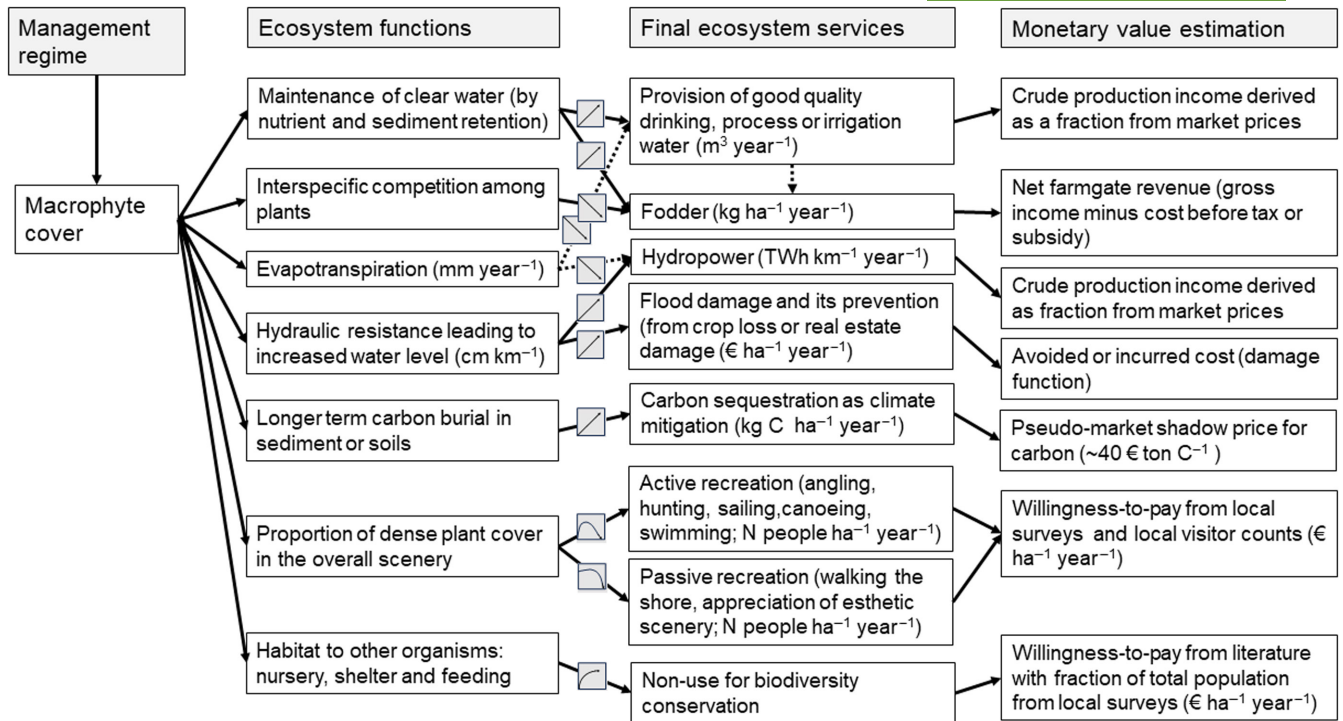 Management
regime
Ecosystem functions
Final ecosystem services
Monetary value estimation
Macrophyte
cover
Maintenance of clear water (by
nutrient and sediment retention)
Interspecific competition among
plants
Evapotranspiration (mm year⁻¹)
Hydraulic resistance leading to
increased water level (cm km⁻¹)
Longer term carbon burial in
sediment or soils
Proportion of dense plant cover
in the overall scenery
Habitat to other organisms:
nursery, shelter and feeding
Provision of good quality
drinking, process or irrigation
water (m³ year⁻¹)
Fodder (kg ha⁻¹ year⁻¹)
Hydropower (TWh km⁻¹ year⁻¹)
Flood damage and its prevention
(from crop loss or real estate
damage (€ ha⁻¹ year⁻¹)
Carbon sequestration as climate
mitigation (kg C ha⁻¹ year⁻¹)
Active recreation (angling,
hunting, sailing,canoeing,
swimming; N people ha⁻¹ year⁻¹)
Passive recreation (walking the
shore, appreciation of esthetic
scenery; N people ha⁻¹ year⁻¹)
Non-use for biodiversity
conservation
Crude production income derived
as a fraction from market prices
Net farmgate revenue (gross
income minus cost before tax or
subsidy)
Crude production income derived
as fraction from market prices
Avoided or incurred cost (damage
function)
Pseudo-market shadow price for
carbon (~40 € ton C⁻¹ )
Willingness-to-pay from local
surveys and local visitor counts (€
ha⁻¹ year⁻¹)
Willingness-to-pay from literature
with fraction of total population
from local surveys (€ ha⁻¹ year⁻¹)